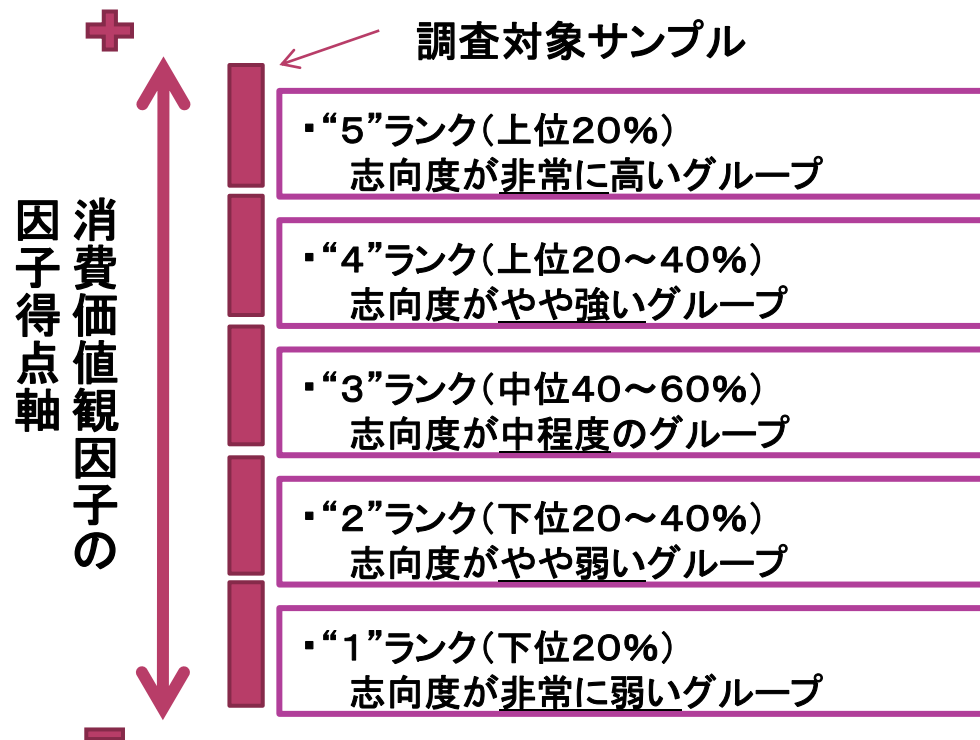 調査対象サンプル
消費価値観因子の
因子得点軸
・“5”ランク（上位20%）
志向度が非常に高いグループ
・“4”ランク（上位20～40%）
志向度がやや強いグループ
・“3”ランク（中位40～60%）
志向度が中程度のグループ
・“2”ランク（下位20～40%）
志向度がやや弱いグループ
・“1”ランク（下位20%）
志向度が非常に弱いグループ